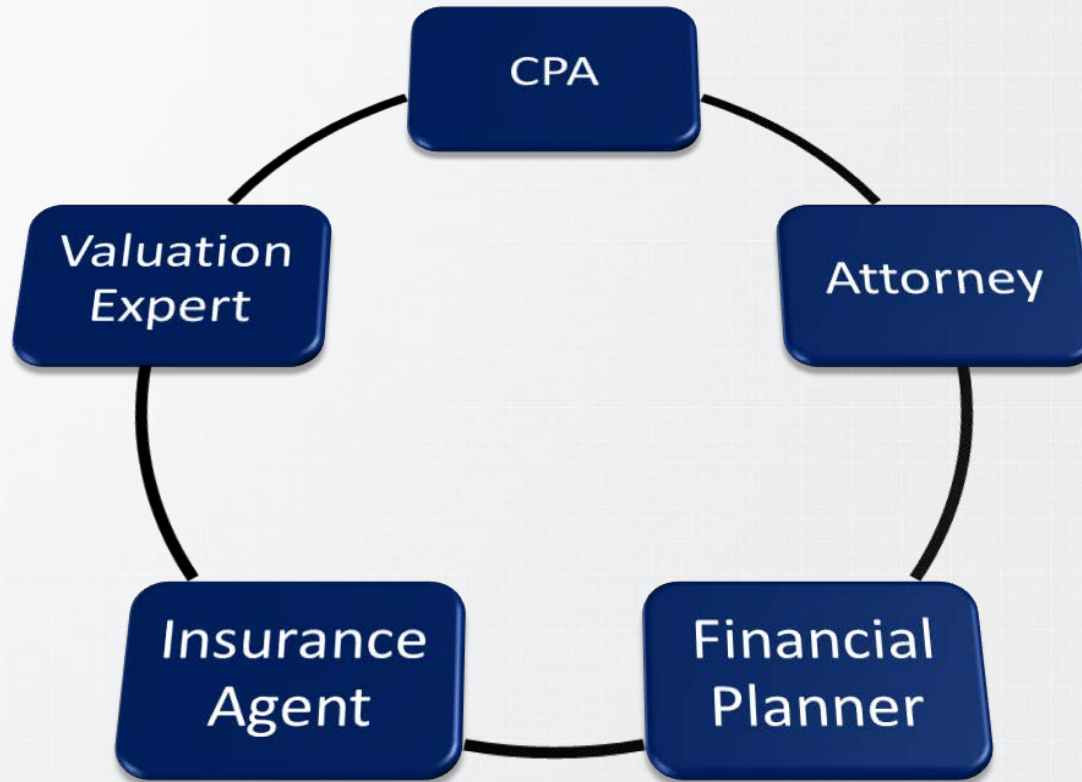 CPA
Attorney
Financial
Planner
Insurance
Agent
Valuation
Expert